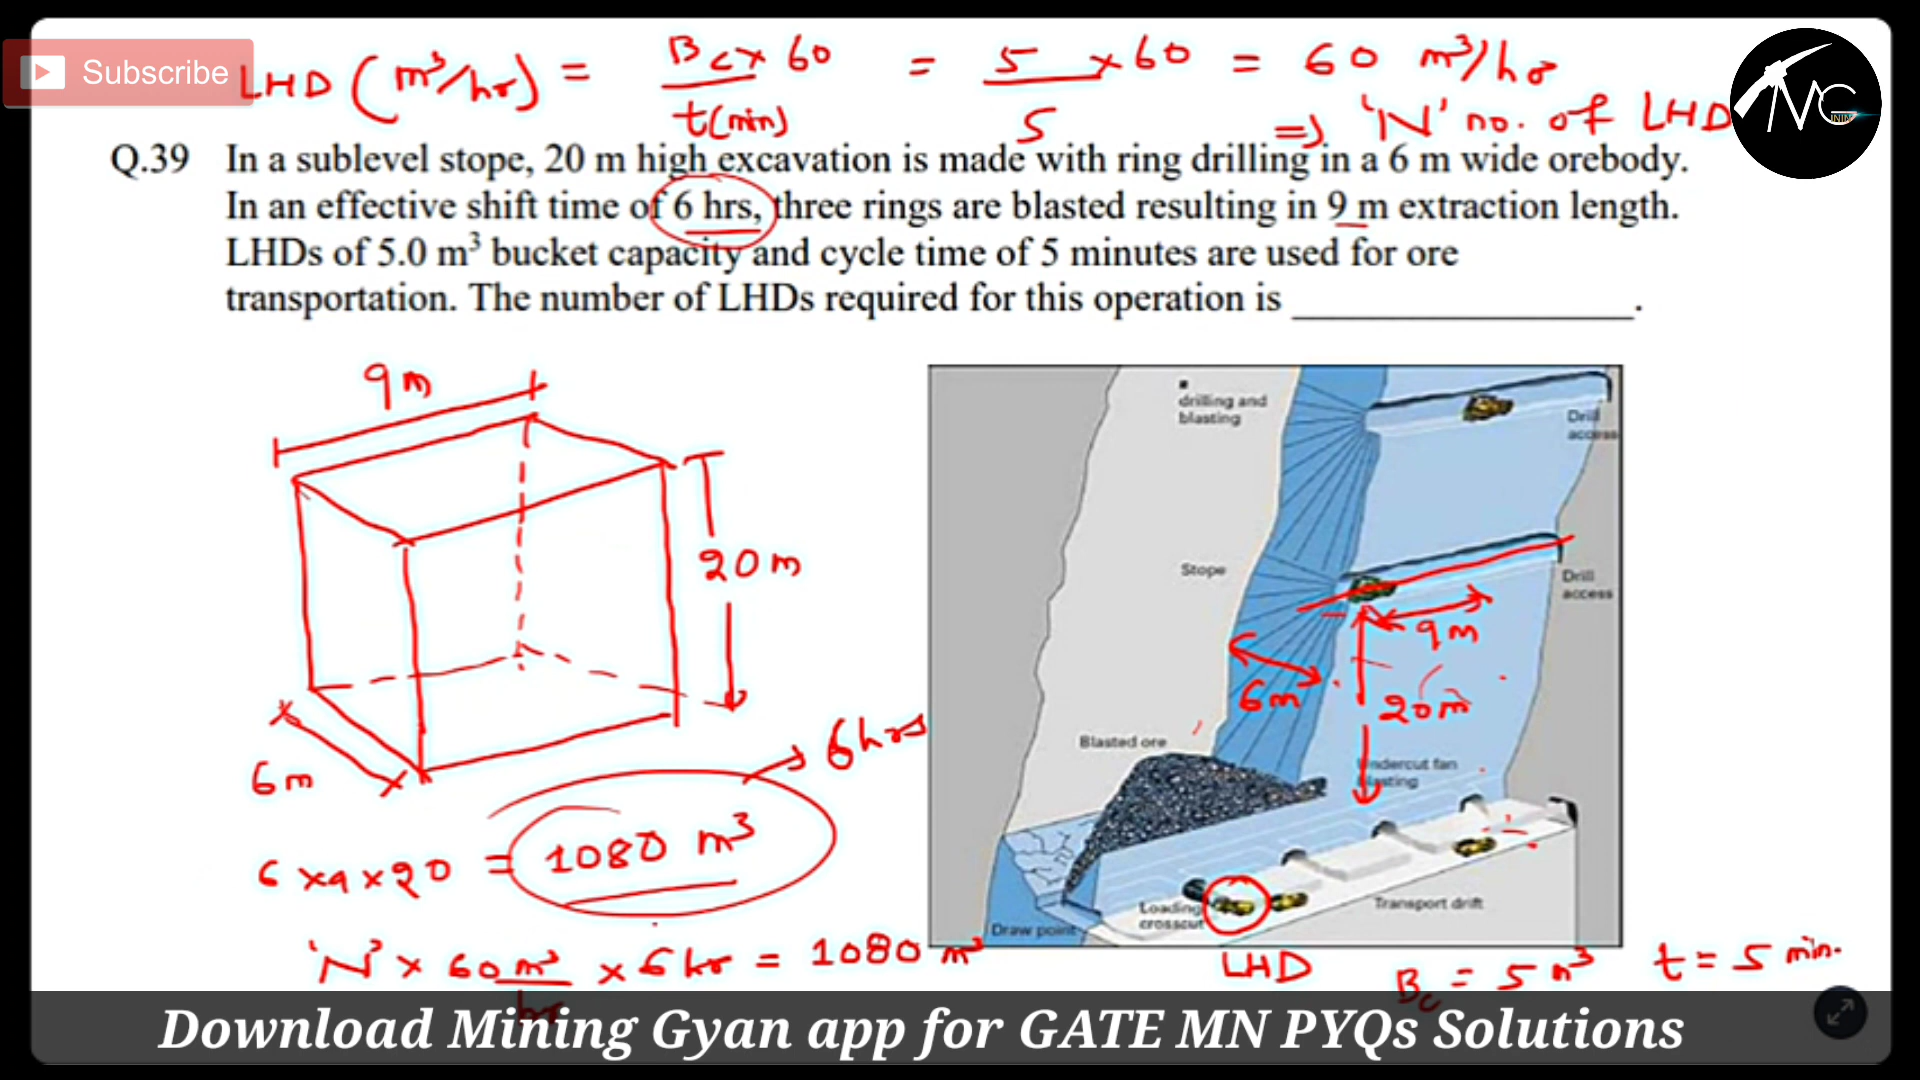 Subscribe
LHD (m³/hr) = Bc x 60 / t(min) = 5 x 60 / 5 = 60 m³/hr
=> 'N' no. of LHD
MG
Q.39 In a sublevel stope, 20 m high excavation is made with ring drilling in a 6 m wide orebody.
In an effective shift time of 6 hrs, three rings are blasted resulting in 9 m extraction length.
LHDs of 5.0 m³ bucket capacity and cycle time of 5 minutes are used for ore
transportation. The number of LHDs required for this operation is ________.
9m
20m
6m
6 x 9 x 20 = 1080 m³
6hrs
'N' x 60 m³/hr x 6 hr = 1080 m³
drilling and
blasting
Drill
access
Stope
Drill
access
9m
6m
20m
Blasted ore
Undercut fan
blasting
Loading
crosscut
Transport drift
Draw point
LHD
Bc = 5 m³
t = 5 min.
Download Mining Gyan app for GATE MN PYQs Solutions